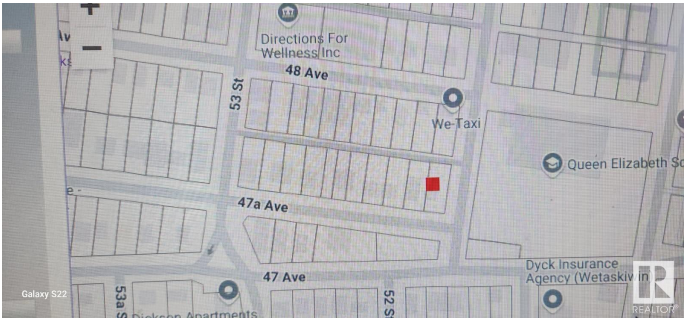 +
Directions For
Wellness Inc
48 Ave
53 St
We-Taxi
Queen Elizabeth Sc
47a Ave
47 Ave
Dyck Insurance
Agency (Wetaskiwin)
Galaxy S22
53a S
Dickson Apartments
52 S
R
REALTOR®